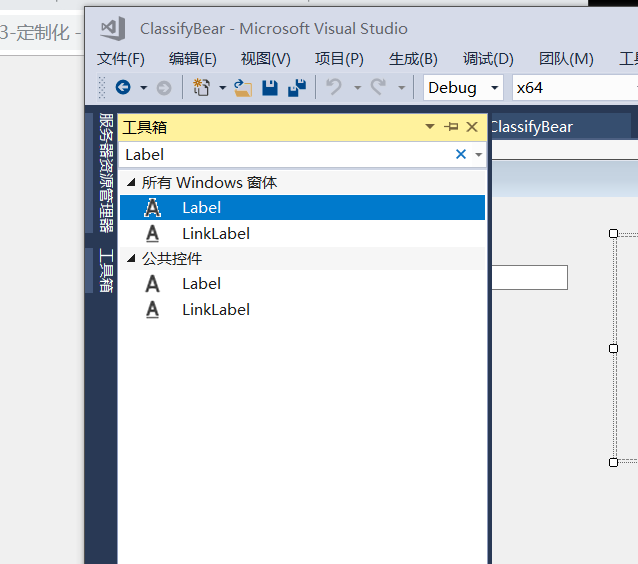 ClassifyBear - Microsoft Visual Studio
3-定制化 -
文件(F) 编辑(E) 视图(V) 项目(P) 生成(B) 调试(D) 团队(M) 工
Debug x64
服务器资源管理器
工具箱
工具箱
ClassifyBear
Label
所有 Windows 窗体
Label
LinkLabel
公共控件
Label
LinkLabel